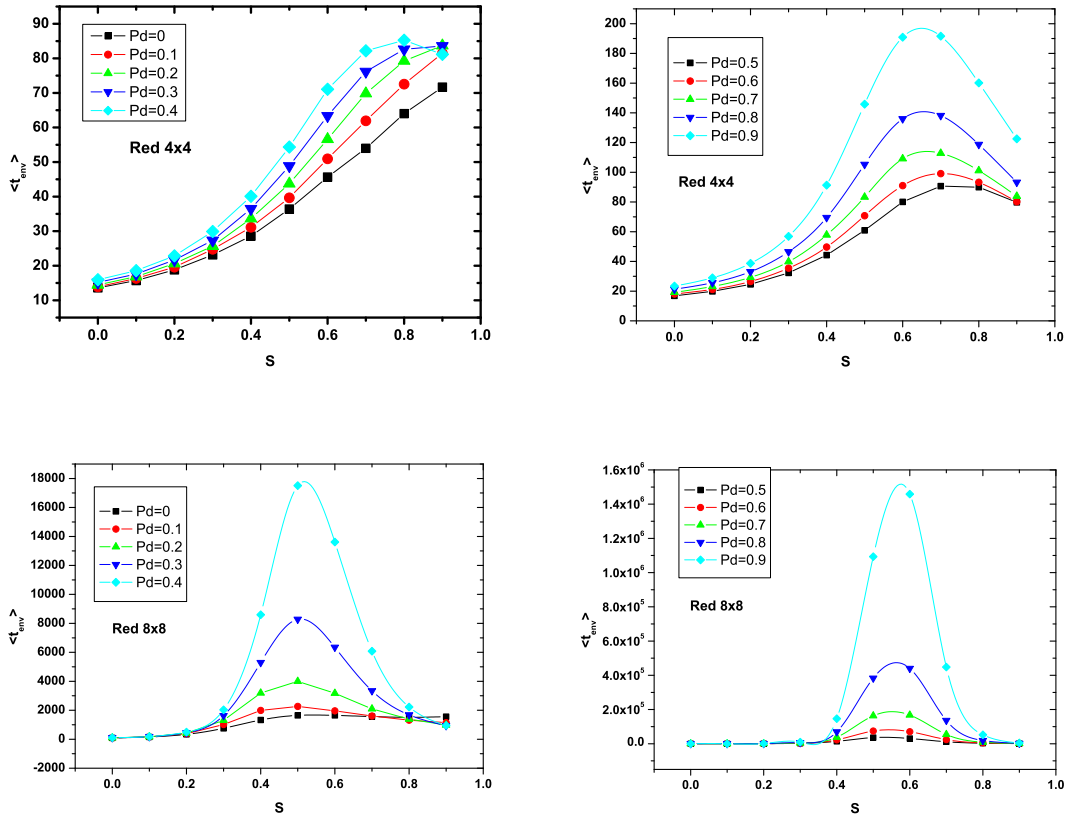 90
80
70
60
50
40
30
20
10
<t_env>
Pd=0
Pd=0.1
Pd=0.2
Pd=0.3
Pd=0.4
Red 4x4
0.0 0.2 0.4 0.6 0.8 1.0
S
200
180
160
140
120
100
80
60
40
20
0
<t_env>
Pd=0.5
Pd=0.6
Pd=0.7
Pd=0.8
Pd=0.9
Red 4x4
0.0 0.2 0.4 0.6 0.8 1.0
S
18000
16000
14000
12000
10000
8000
6000
4000
2000
0
-2000
<t_env>
Pd=0
Pd=0.1
Pd=0.2
Pd=0.3
Pd=0.4
Red 8x8
0.0 0.2 0.4 0.6 0.8 1.0
S
1.6x10^6
1.4x10^6
1.2x10^6
1.0x10^6
8.0x10^5
6.0x10^5
4.0x10^5
2.0x10^5
0.0
<t_env>
Pd=0.5
Pd=0.6
Pd=0.7
Pd=0.8
Pd=0.9
Red 8x8
0.0 0.2 0.4 0.6 0.8 1.0
S